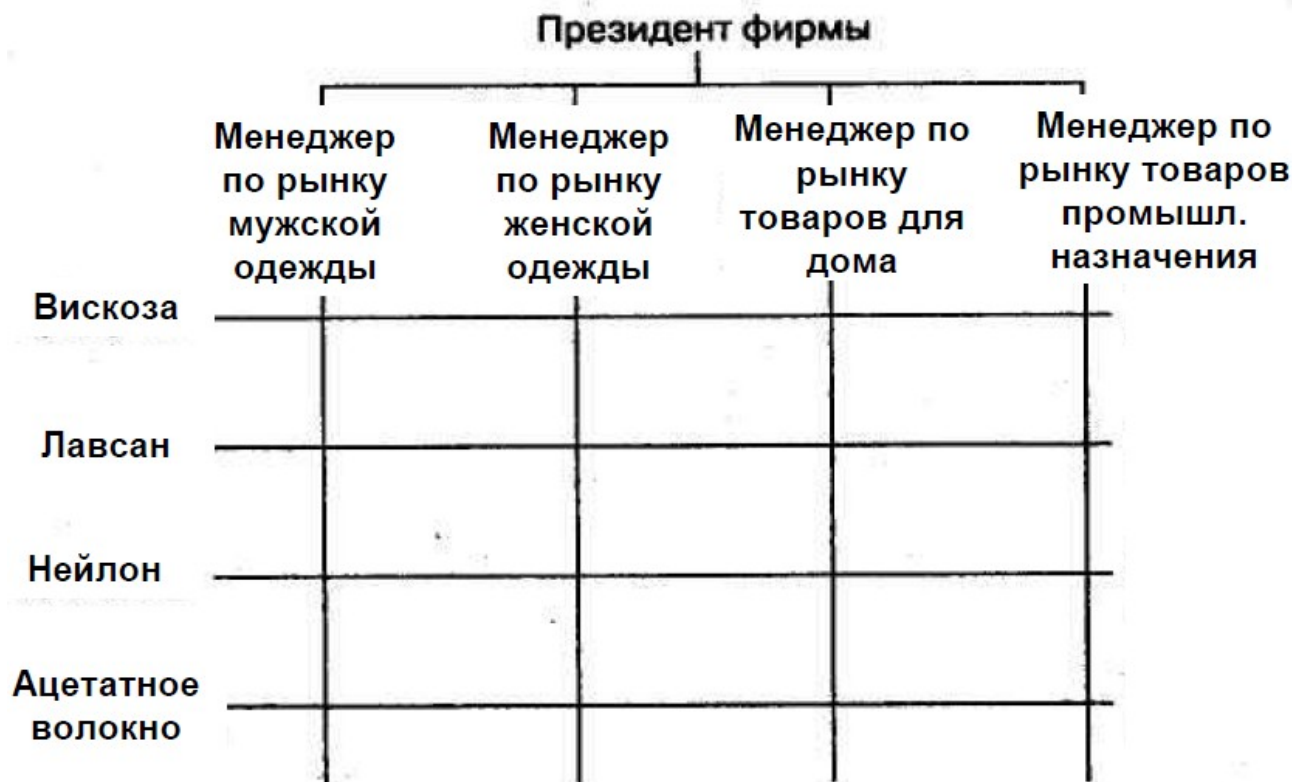 Президент фирмы
Менеджер
по рынку
мужской
одежды
Менеджер
по рынку
женской
одежды
Менеджер по
рынку
товаров для
дома
Менеджер по
рынку товаров
промышл.
назначения
Вискоза
Лавсан
Нейлон
Ацетатное
волокно